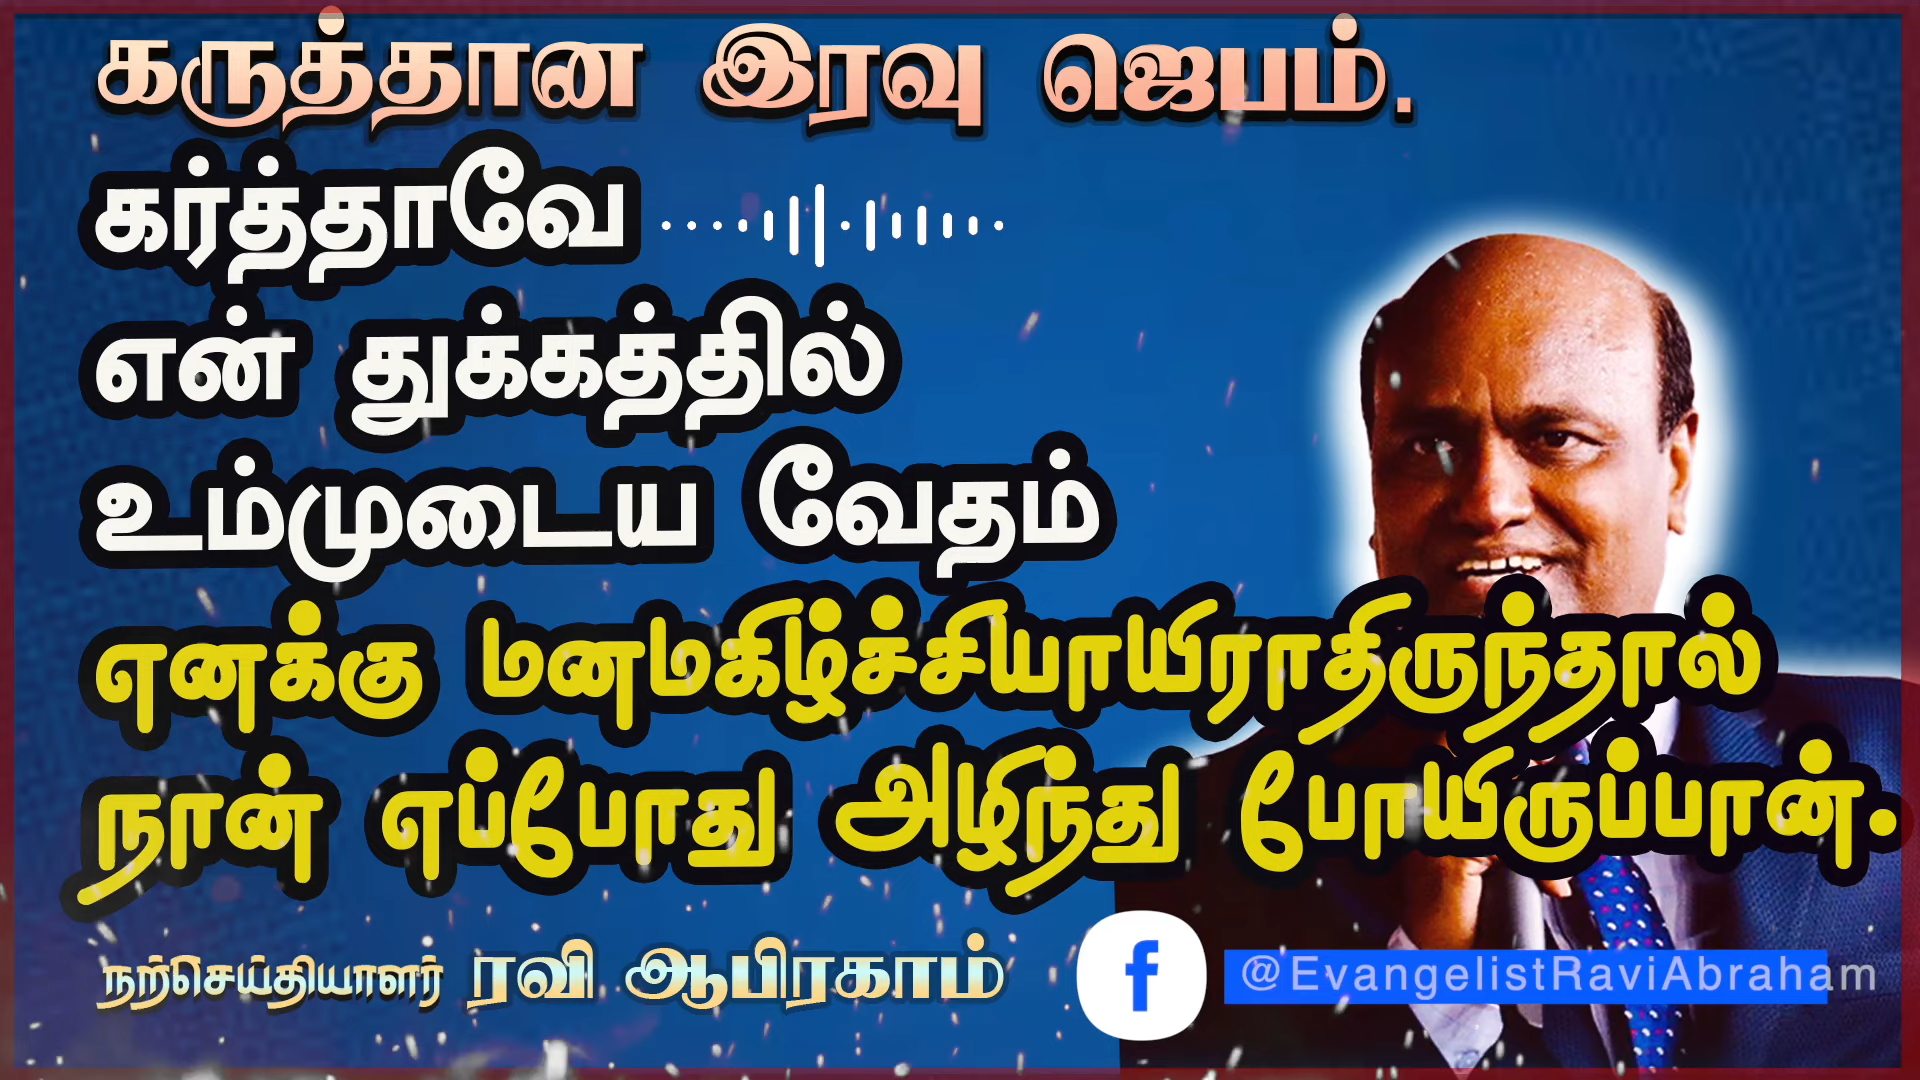 கருத்தான இரவு ஜெபம்.
கர்த்தாவே
என் துக்கத்தில்
உம்முடைய வேதம்
எனக்கு மனமகிழ்ச்சியாயிராதிருந்தால்
நான் எப்போது அழிந்து போயிருப்பான்.
நற்செய்தியாளர் ரவி ஆபிரகாம்
@EvangelistRaviAbraham